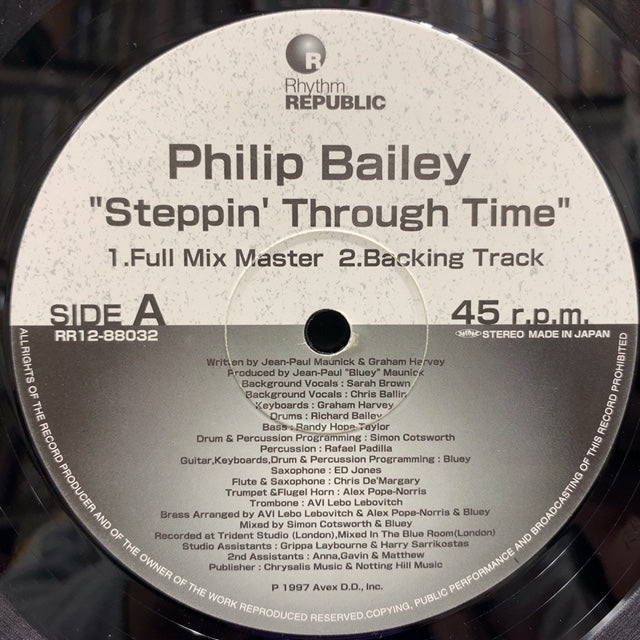 R
Rhythm
REPUBLIC
Philip Bailey
"Steppin' Through Time"
1.Full Mix Master 2.Backing Track
SIDE A
45 r.p.m.
RR12-88032
STEREO MADE IN JAPAN
Written by Jean-Paul Maunick & Graham Harvey
Produced by Jean-Paul "Bluey" Maunick
Background Vocals : Sarah Brown
Background Vocals : Chris Ballin
Keyboards : Graham Harvey
Drums : Richard Bailey
Bass : Randy Hope-Taylor
Drum & Percussion Programming : Simon Cotsworth
Percussion : Rafael Padilla
Guitar,Keyboards,Drum & Percussion Programming : Bluey
Saxophone : ED Jones
Flute & Saxophone : Chris De'Margary
Trumpet &Flugel Horn : Alex Pope-Norris
Trombone : AVI Lebo Lebovitch
Brass Arranged by AVI Lebo Lebovitch & Alex Pope-Norris & Bluey
Mixed by Simon Cotsworth & Bluey
Recorded at Trident Studio (London),Mixed In The Blue Room(London)
Studio Assistants : Grippa Laybourne & Harry Sarrikostas
2nd Assistants : Anna,Gavin & Matthew
Publisher : Chrysalis Music & Notting Hill Music
P 1997 Avex D.D., Inc.
ALL RIGHTS OF THE RECORD PRODUCER AND OF THE OWNER OF THE WORK REPRODUCED RESERVED.COPYING, PUBLIC PERFORMANCE AND BROADCASTING OF THIS RECORD PROHIBITED